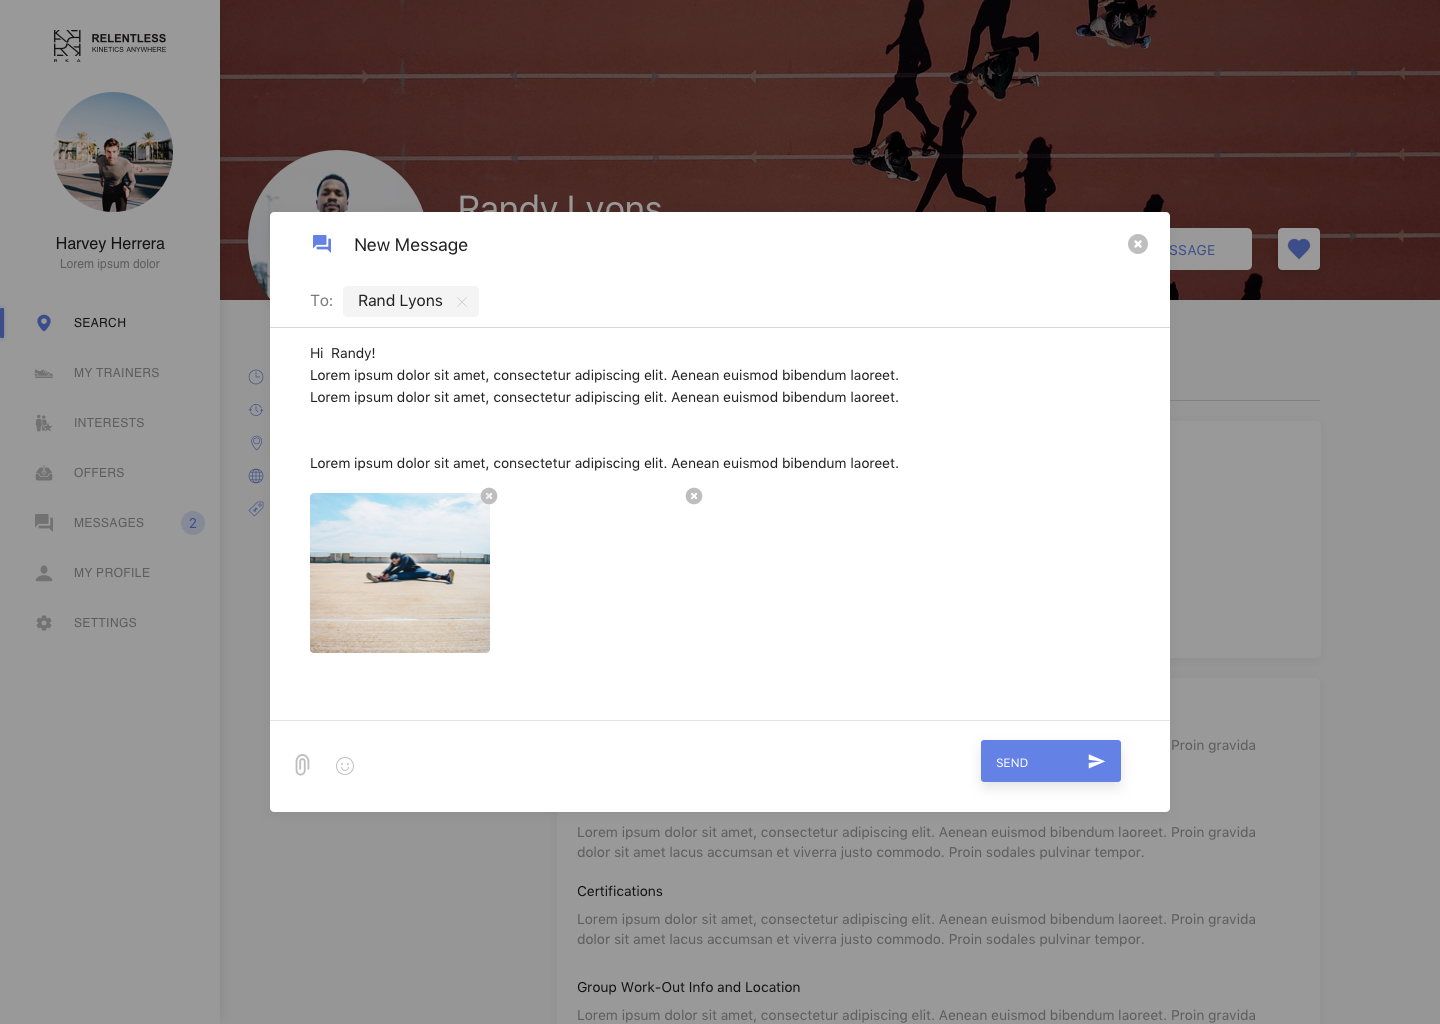 RELENTLESS
KINETICS ANYWHERE
R K A
Harvey Herrera
Lorem ipsum dolor
SEARCH
MY TRAINERS
INTERESTS
OFFERS
MESSAGES 2
MY PROFILE
SETTINGS
Randy Lyons
SSAGE
New Message
To: Rand Lyons
Hi Randy!
Lorem ipsum dolor sit amet, consectetur adipiscing elit. Aenean euismod bibendum laoreet.
Lorem ipsum dolor sit amet, consectetur adipiscing elit. Aenean euismod bibendum laoreet.
Lorem ipsum dolor sit amet, consectetur adipiscing elit. Aenean euismod bibendum laoreet.
SEND
Proin gravida
Lorem ipsum dolor sit amet, consectetur adipiscing elit. Aenean euismod bibendum laoreet. Proin gravida
dolor sit amet lacus accumsan et viverra justo commodo. Proin sodales pulvinar tempor.
Certifications
Lorem ipsum dolor sit amet, consectetur adipiscing elit. Aenean euismod bibendum laoreet. Proin gravida
dolor sit amet lacus accumsan et viverra justo commodo. Proin sodales pulvinar tempor.
Group Work-Out Info and Location
Lorem ipsum dolor sit amet, consectetur adipiscing elit. Aenean euismod bibendum laoreet. Proin gravida